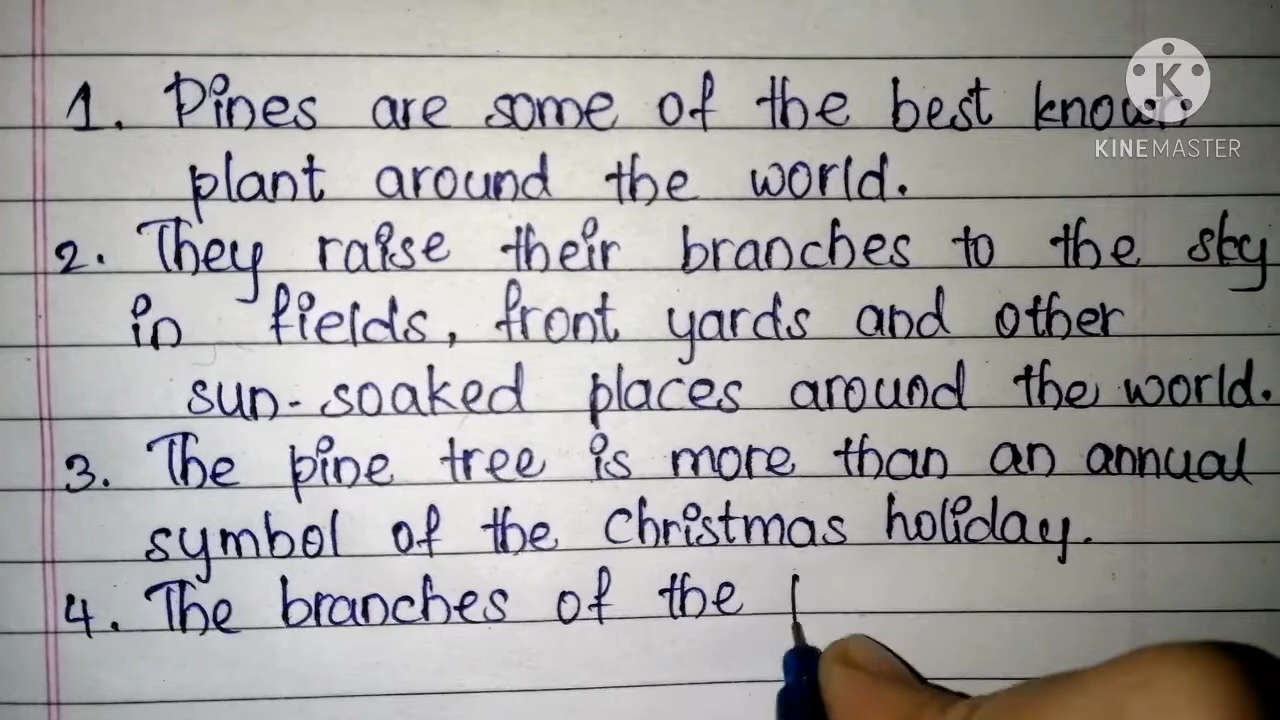 1. Pines are some of the best known
plant around the world.
2. They raise their branches to the sky
in fields, front yards and other
sun-soaked places around the world.
3. The pine tree is more than an annual
symbol of the Christmas holiday.
4. The branches of the
K
KINEMASTER